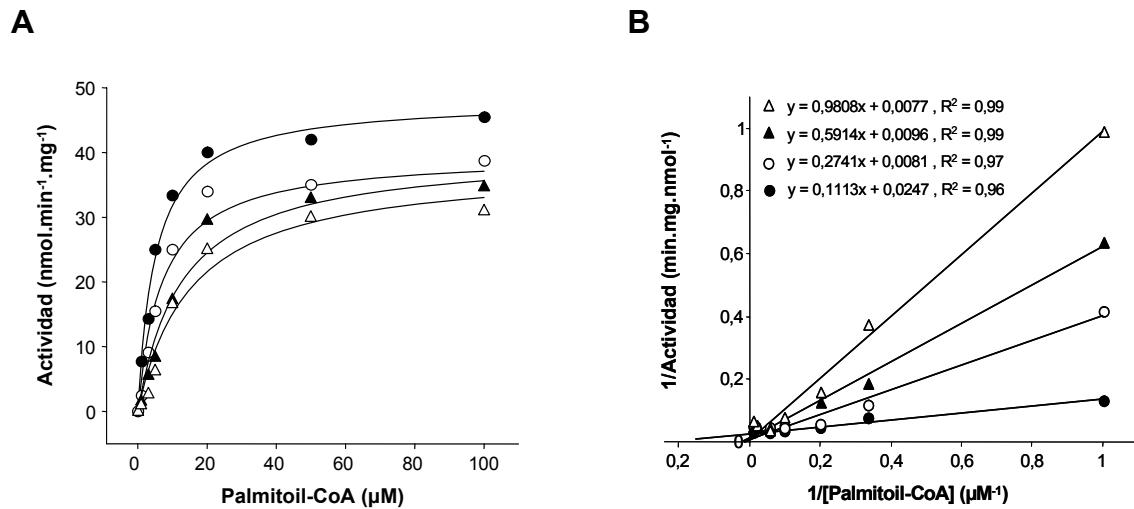 A
B
50
40
30
20
10
0
0
20
40
60
80
100
Actividad (nmol.min⁻¹.mg⁻¹)
Palmitoil-CoA (µM)
y = 0,9808x + 0,0077 , R² = 0,99
y = 0,5914x + 0,0096 , R² = 0,99
y = 0,2741x + 0,0081 , R² = 0,97
y = 0,1113x + 0,0247 , R² = 0,96
1
0,8
0,6
0,4
0,2
0
0,2
0
0,2
0,4
0,6
0,8
1
1/Actividad (min.mg.nmol⁻¹)
1/[Palmitoil-CoA] (µM⁻¹)